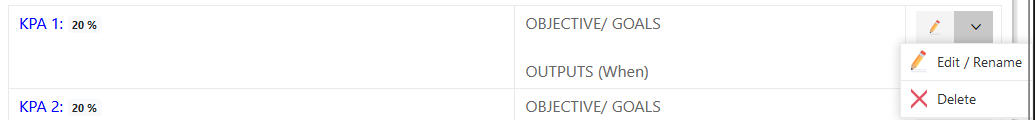 KPA 1: 20 % OBJECTIVE/ GOALS
OUTPUTS (When)
Edit / Rename
Delete
KPA 2: 20 % OBJECTIVE/ GOALS